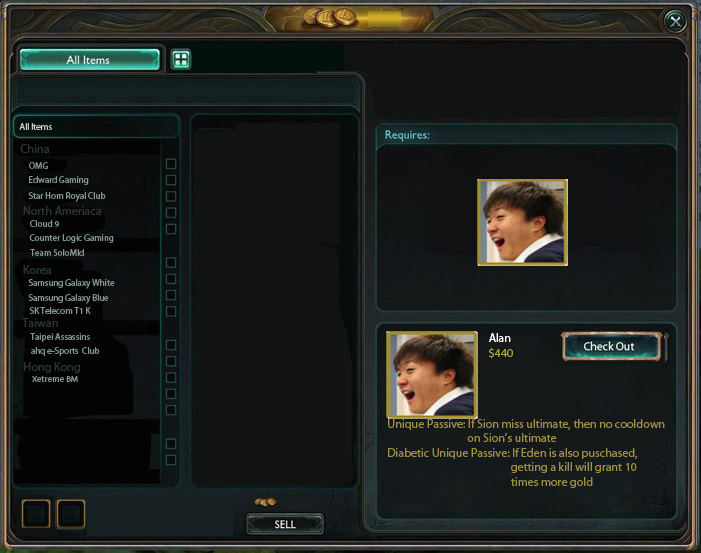 All Items
All Items
China
OMG
Edward Gaming
Star Horn Royal Club
North Ameriaca
Cloud 9
Counter Logic Gaming
Team SoloMId
Korea
Samsung Galaxy White
Samsung Galaxy Blue
SKTelecom T1 K
Taiwan
Taipei Assassins
ahq e-Sports Club
Hong Kong
Xetreme BM
SELL
Requires:
Alan
$440
Check Out
Unique Passive: If Sion miss ultimate, then no cooldown
on Sion's ultimate
Diabetic Unique Passive: If Eden is also puschased,
getting a kill will grant 10
times more gold